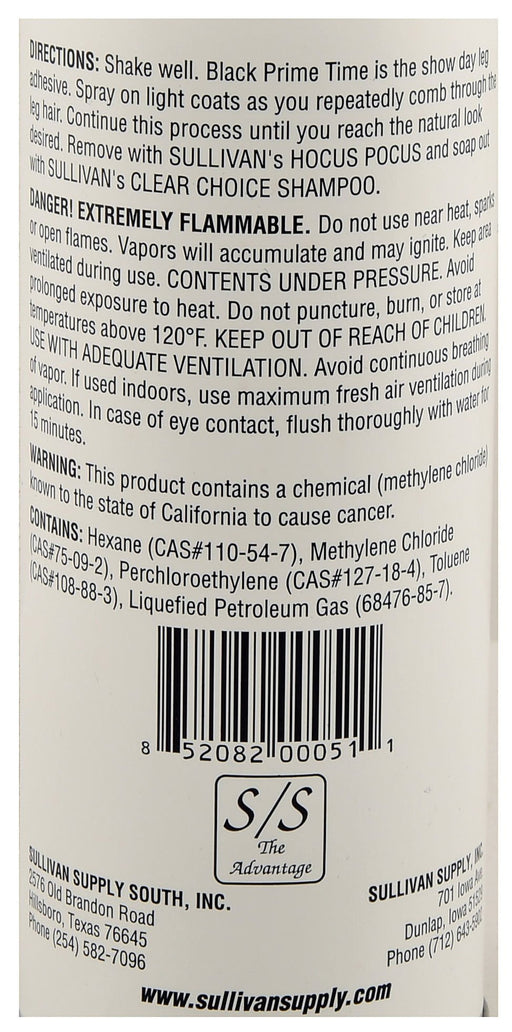 DIRECTIONS: Shake well. Black Prime Time is the show day leg
adhesive. Spray on light coats as you repeatedly comb through the
leg hair. Continue this process until you reach the natural look
desired. Remove with SULLIVAN's HOCUS POCUS and soap out
with SULLIVAN's CLEAR CHOICE SHAMPOO.
DANGER! EXTREMELY FLAMMABLE. Do not use near heat, sparks
or open flames. Vapors will accumulate and may ignite. Keep area
ventilated during use. CONTENTS UNDER PRESSURE. Avoid
prolonged exposure to heat. Do not puncture, burn, or store at
temperatures above 120°F. KEEP OUT OF REACH OF CHILDREN.
USE WITH ADEQUATE VENTILATION. Avoid continuous breathing
of vapor. If used indoors, use maximum fresh air ventilation during
application. In case of eye contact, flush thoroughly with water for
15 minutes.
WARNING: This product contains a chemical (methylene chloride)
known to the state of California to cause cancer.
CONTAINS: Hexane (CAS#110-54-7), Methylene Chloride
(CAS#75-09-2), Perchloroethylene (CAS#127-18-4), Toluene
(CAS#108-88-3), Liquefied Petroleum Gas (68476-85-7).
8 52082 00051 1
S/S
The
Advantage
SULLIVAN SUPPLY SOUTH, INC.
2576 Old Brandon Road
Hillsboro, Texas 76645
Phone (254) 582-7096
SULLIVAN SUPPLY, INC.
701 Iowa Ave.
Dunlap, Iowa
Phone (712)
www.sullivansupply.com